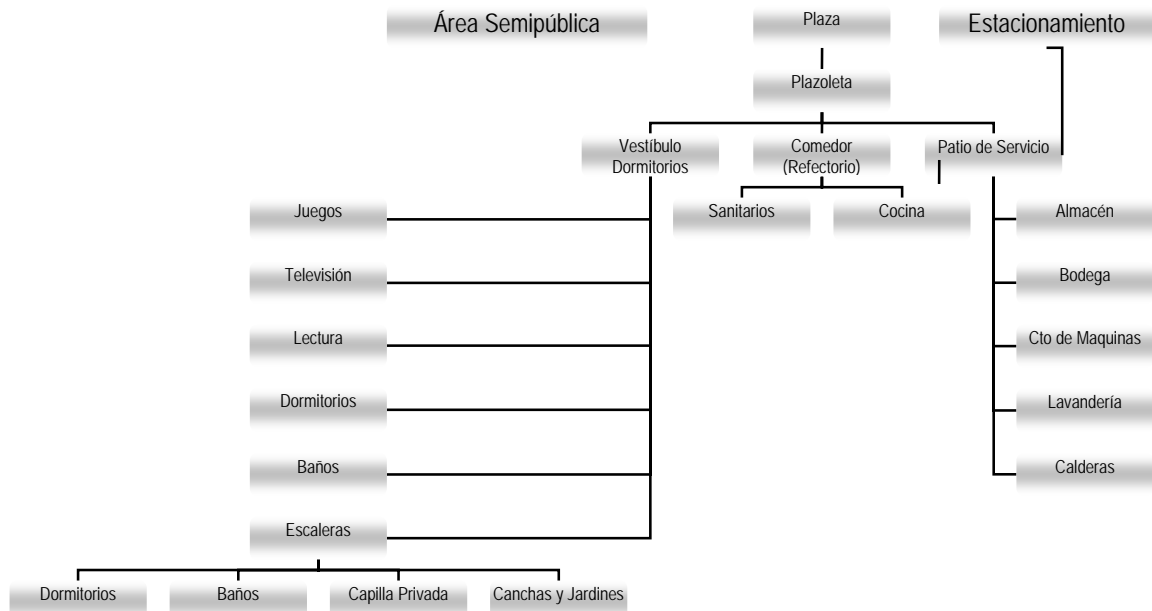 Área Semipública
Plaza
Estacionamiento
Plazoleta
Vestíbulo
Dormitorios
Comedor
(Refectorio)
Patio de Servicio
Juegos
Sanitarios
Cocina
Almacén
Televisión
Bodega
Lectura
Cto de Maquinas
Dormitorios
Lavandería
Baños
Calderas
Escaleras
Dormitorios
Baños
Capilla Privada
Canchas y Jardines